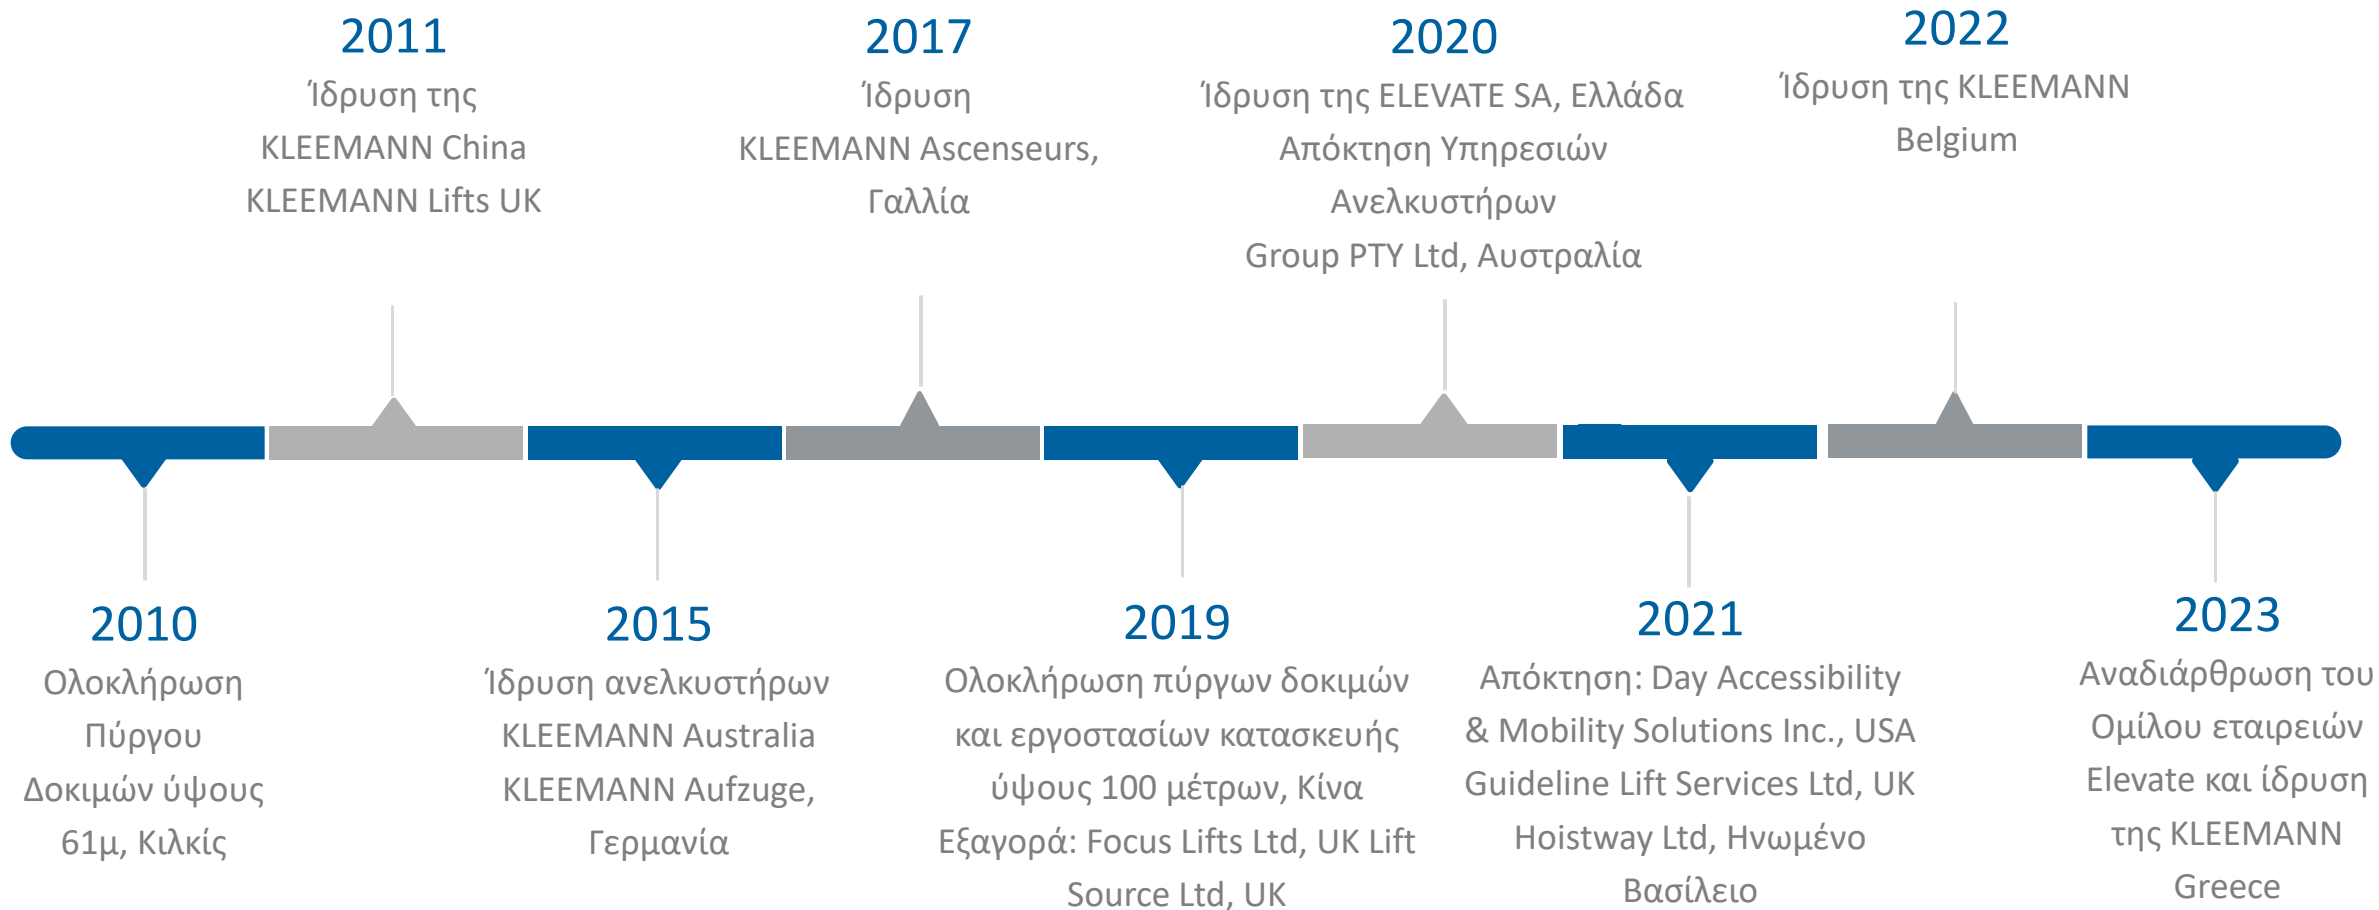 2011
Ίδρυση της
KLEEMANN China
KLEEMANN Lifts UK
2017
Ίδρυση
KLEEMANN Ascenseurs,
Γαλλία
2020
Ίδρυση της ELEVATE SA, Ελλάδα
Απόκτηση Υπηρεσιών
Ανελκυστήρων
Group PTY Ltd, Αυστραλία
2022
Ίδρυση της KLEEMANN
Belgium
2010
Ολοκλήρωση
Πύργου
Δοκιμών ύψους
61μ, Κιλκίς
2015
Ίδρυση ανελκυστήρων
KLEEMANN Australia
KLEEMANN Aufzuge,
Γερμανία
2019
Ολοκλήρωση πύργων δοκιμών
και εργοστασίων κατασκευής
ύψους 100 μέτρων, Κίνα
Εξαγορά: Focus Lifts Ltd, UK Lift
Source Ltd, UK
2021
Απόκτηση: Day Accessibility
& Mobility Solutions Inc., USA
Guideline Lift Services Ltd, UK
Hoistway Ltd, Ηνωμένο
Βασίλειο
2023
Αναδιάρθρωση του
Ομίλου εταιρειών
Elevate και ίδρυση
της KLEEMANN
Greece